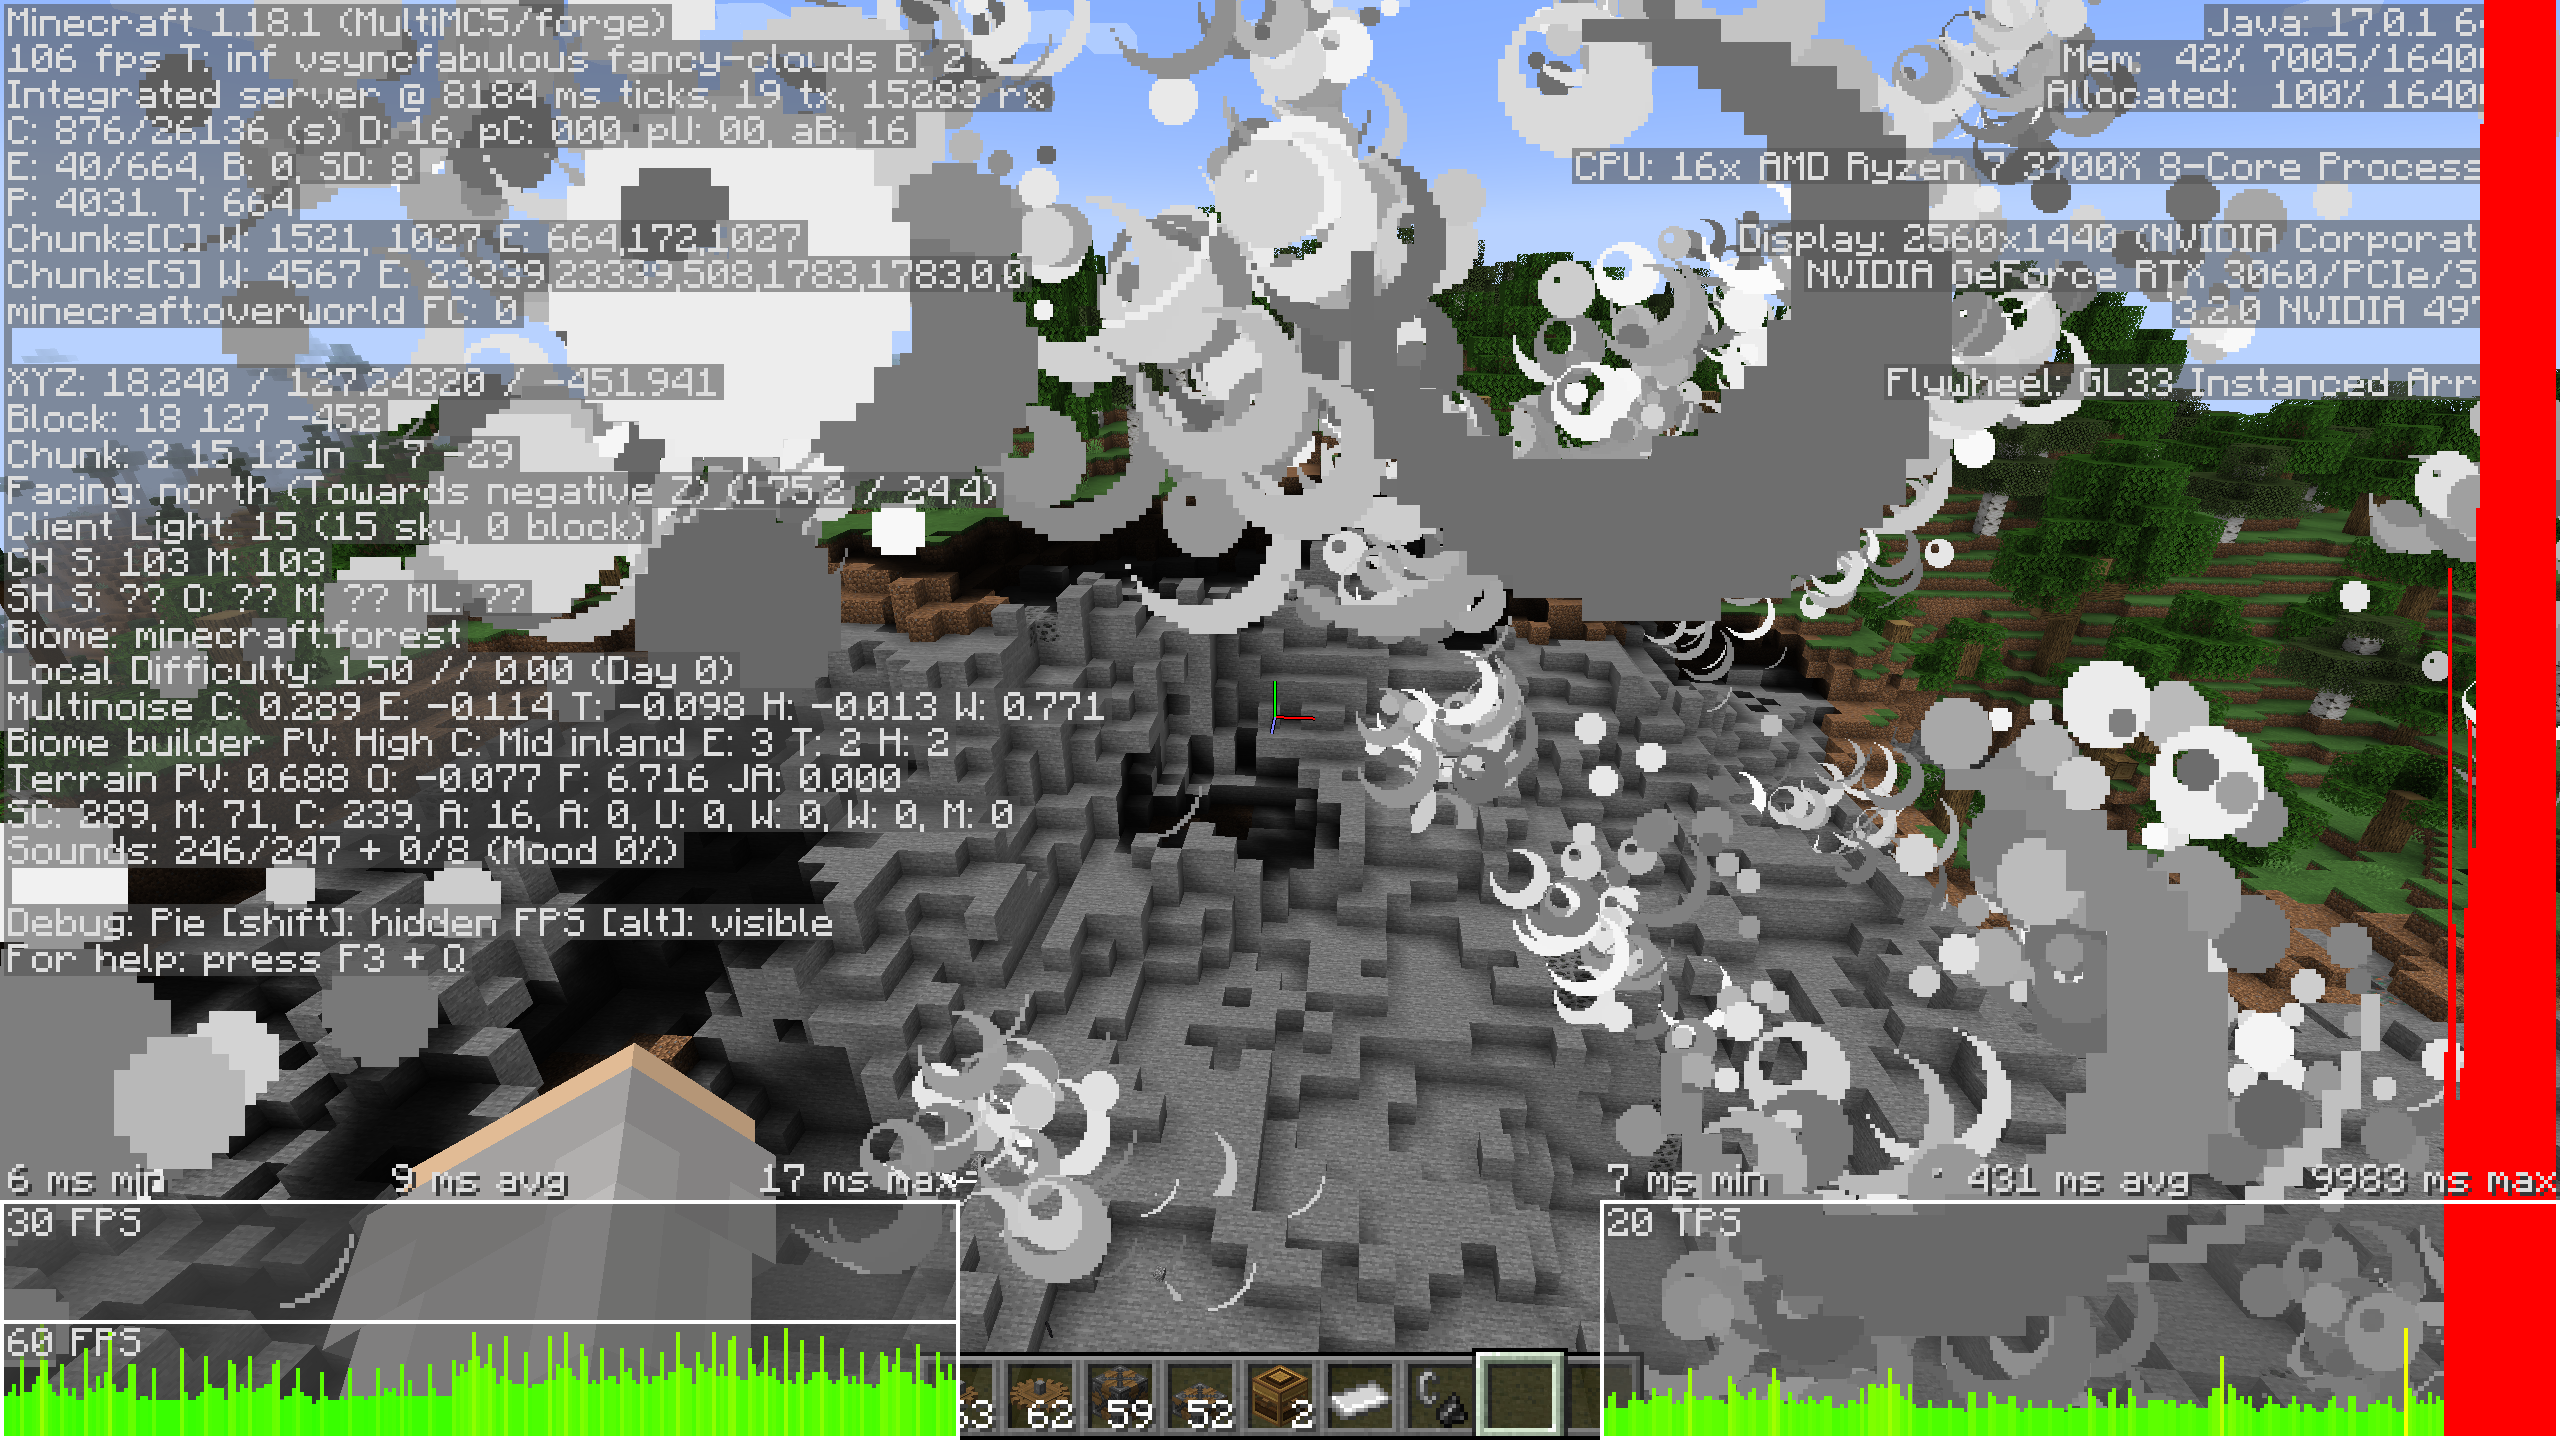 Minecraft 1.18.1 (MultiMC5/forge)
106 fps T: inf vsyncfabulous fancy-clouds B: 2
Integrated server @ 8184 ms ticks, 19 tx, 15283 rx
C: 876/26136 (s) D: 16, pC: 000, pU: 00, aB: 16
E: 40/664, B: 0, SD: 8
P: 4031. T: 664
Chunks[C] W: 1521, 1027 E: 664,172,1027
Chunks[S] W: 4567 E: 23339,23339,508,1783,1783,0,0
minecraft:overworld FC: 0
XYZ: 18.240 / 127.24320 / -451.941
Block: 18 127 -452
Chunk: 2 15 12 in 1 7 -29
Facing: north (Towards negative Z) (175.2 / 24.4)
Client Light: 15 (15 sky, 0 block)
CH S: 103 M: 103
SH S: ?? O: ?? M: ?? ML: ??
Biome: minecraft:forest
Local Difficulty: 1.50 // 0.00 (Day 0)
Multinoise C: 0.289 E: -0.114 T: -0.098 H: -0.013 W: 0.771
Biome builder PV: High C: Mid inland E: 3 T: 2 H: 2
Terrain PV: 0.688 O: -0.077 F: 6.716 JA: 0.000
SC: 289, M: 71, C: 239, A: 16, A: 0, U: 0, W: 0, W: 0, M: 0
Sounds: 246/247 + 0/8 (Mood 0%)
Debug: Pie [shift]: hidden FPS [alt]: visible
For help: press F3 + Q
Java: 17.0.1 6
Mem: 42% 7005/1640
Allocated: 100% 1640
CPU: 16x AMD Ryzen 7 3700X 8-Core Process
Display: 2560x1440 (NVIDIA Corporat
NVIDIA GeForce RTX 3060/PCIe/S
3.2.0 NVIDIA 497
Flywheel: GL33 Instanced Arr
6 ms min 9 ms avg 17 ms max
30 FPS
60 FPS
7 ms min 431 ms avg 9983 ms max
20 TPS
63 62 59 52 2